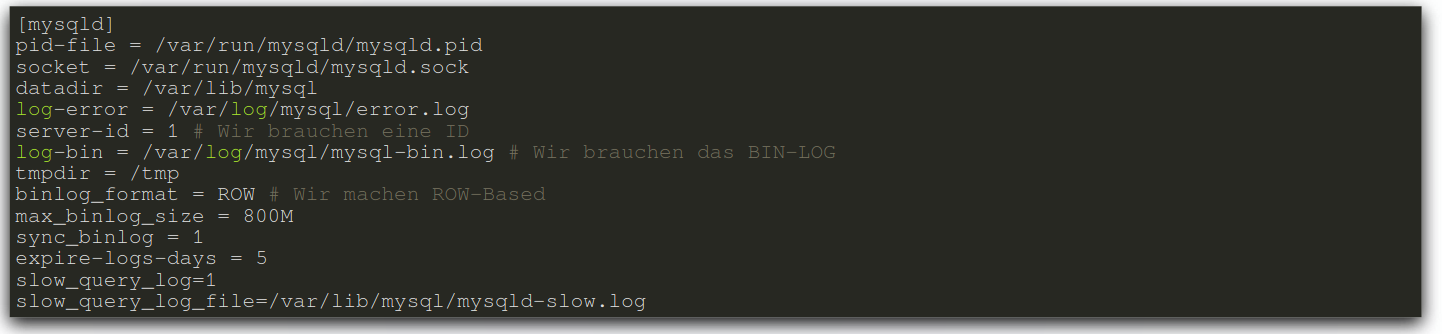 [mysqld]
pid-file = /var/run/mysqld/mysqld.pid
socket = /var/run/mysqld/mysqld.sock
datadir = /var/lib/mysql
log-error = /var/log/mysql/error.log
server-id = 1 # Wir brauchen eine ID
log-bin = /var/log/mysql/mysql-bin.log # Wir brauchen das BIN-LOG
tmpdir = /tmp
binlog_format = ROW # Wir machen ROW-Based
max_binlog_size = 800M
sync_binlog = 1
expire-logs-days = 5
slow_query_log=1
slow_query_log_file=/var/lib/mysql/mysqld-slow.log